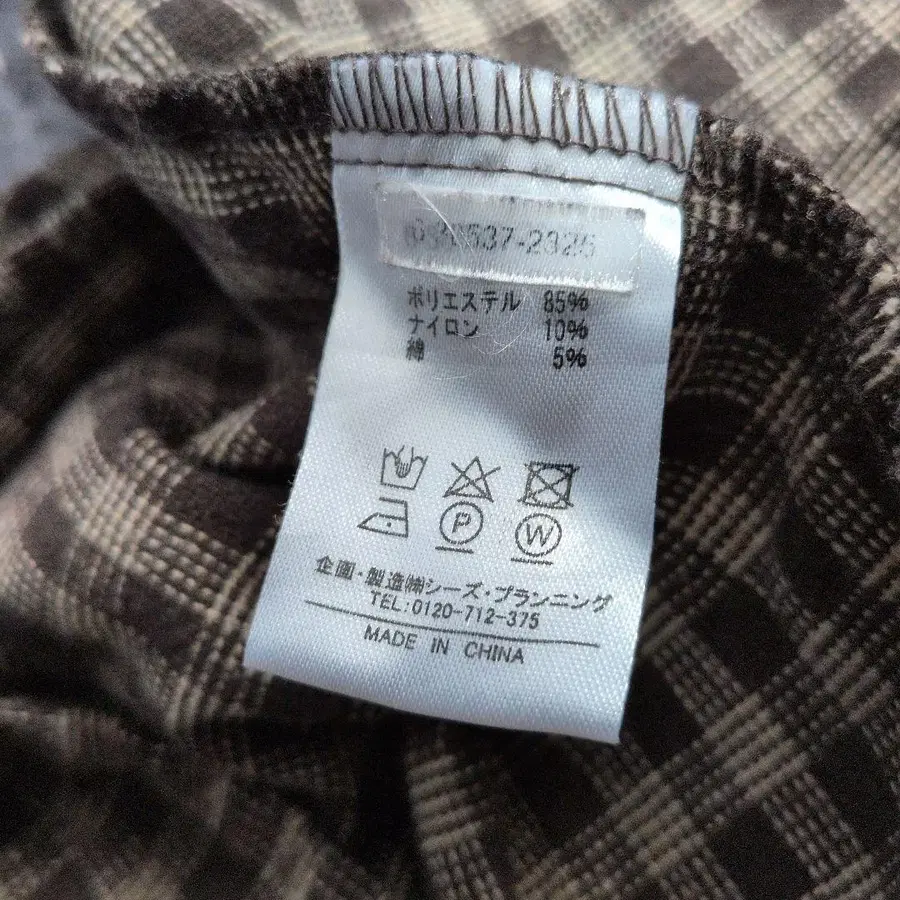 ポリエステル 85%
ナイロン 10%
綿 5%
P
W
企画・製造㈱シーズ・プランニング
TEL:0120-712-375
MADE IN CHINA